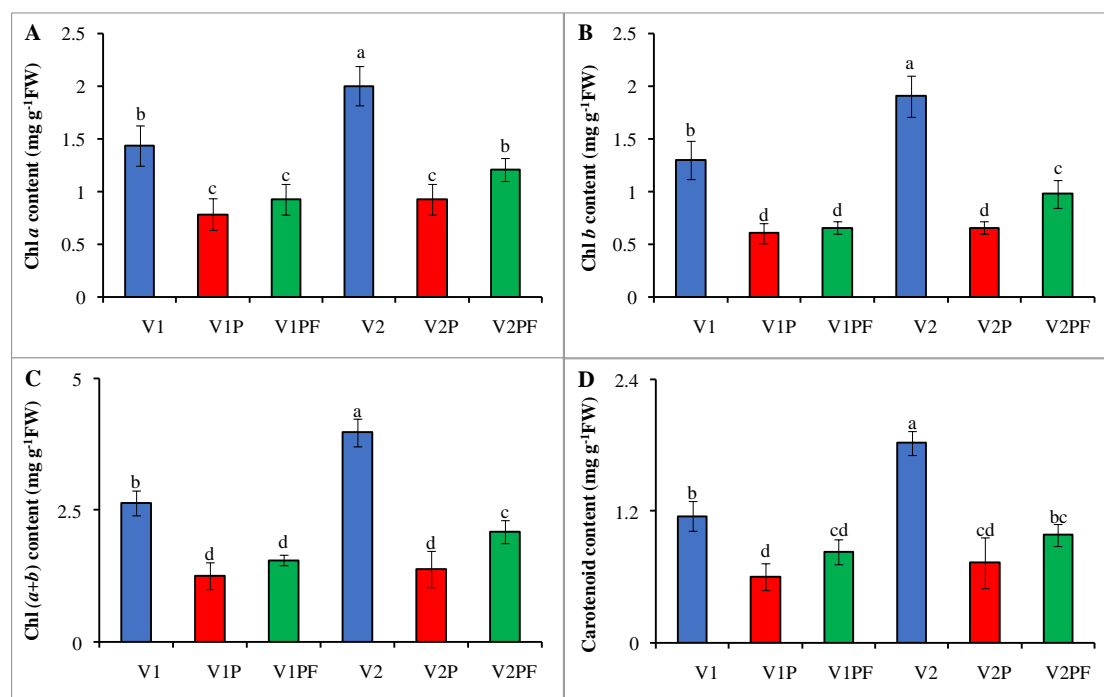 A
Chl a content (mg g⁻¹FW)
2.5
2
1.5
1
0.5
0
b
c
c
a
c
b
V1 V1P V1PF V2 V2P V2PF
B
Chl b content (mg g⁻¹FW)
2.5
2
1.5
1
0.5
0
b
d
d
a
d
c
V1 V1P V1PF V2 V2P V2PF
C
Chl (a+b) content (mg g⁻¹FW)
5
2.5
0
b
d
d
a
d
c
V1 V1P V1PF V2 V2P V2PF
D
Carotenoid content (mg g⁻¹FW)
2.4
1.2
0
b
d
cd
a
cd
bc
V1 V1P V1PF V2 V2P V2PF